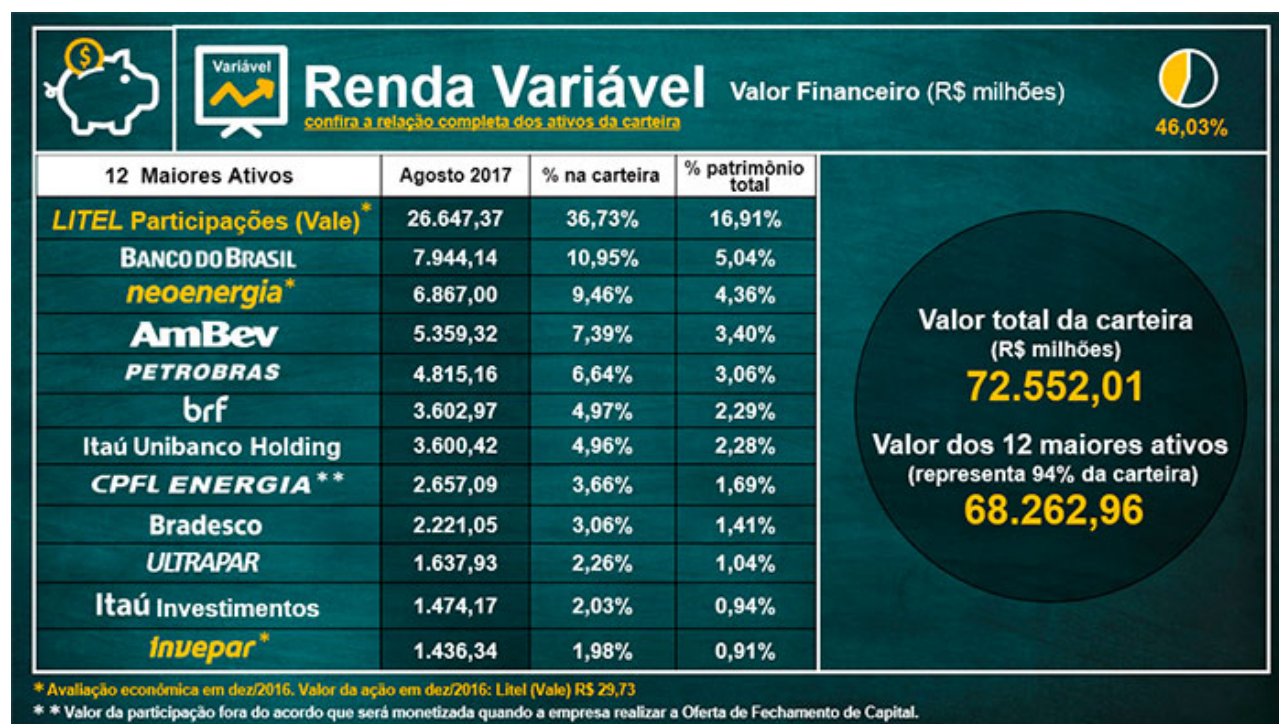 Variável
Renda Variável Valor Financeiro (R$ milhões)
confira a relação completa dos ativos da carteira
46,03%
12 Maiores Ativos Agosto 2017 % na carteira % patrimônio total
LITEL Participações (Vale)* 26.647,37 36,73% 16,91%
BANCO DO BRASIL 7.944,14 10,95% 5,04%
neoenergia* 6.867,00 9,46% 4,36%
AmBev 5.359,32 7,39% 3,40%
PETROBRAS 4.815,16 6,64% 3,06%
brf 3.602,97 4,97% 2,29%
Itaú Unibanco Holding 3.600,42 4,96% 2,28%
CPFL ENERGIA** 2.657,09 3,66% 1,69%
Bradesco 2.221,05 3,06% 1,41%
ULTRAPAR 1.637,93 2,26% 1,04%
Itaú Investimentos 1.474,17 2,03% 0,94%
invepar* 1.436,34 1,98% 0,91%
Valor total da carteira
(R$ milhões)
72.552,01
Valor dos 12 maiores ativos
(representa 94% da carteira)
68.262,96
* Avaliação econômica em dez/2016. Valor da ação em dez/2016: Litel (Vale) R$ 29,73
* * Valor da participação fora do acordo que será monetizada quando a empresa realizar a Oferta de Fechamento de Capital.